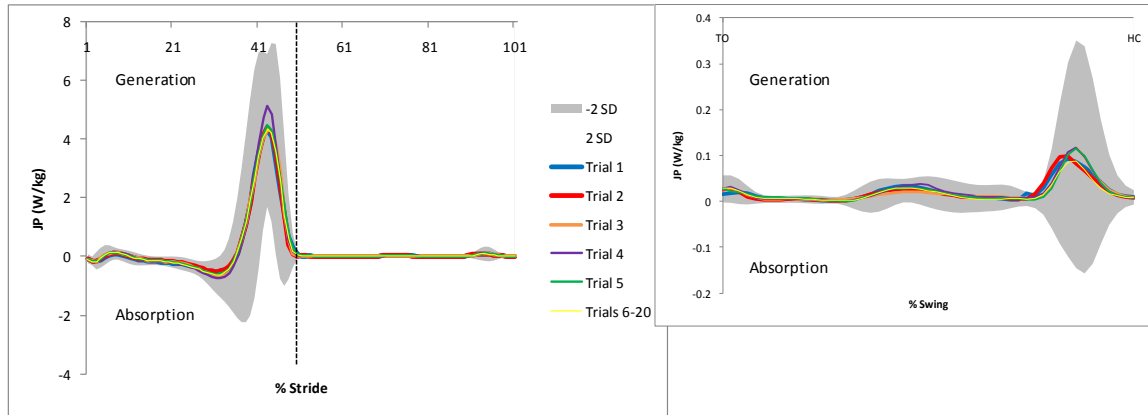 8
6
4
2
0
-2
-4
1 21 41 61 81 101
Generation
Absorption
JP (W/kg)
% Stride
-2 SD
2 SD
Trial 1
Trial 2
Trial 3
Trial 4
Trial 5
Trials 6-20
0.4
0.3
0.2
0.1
0
-0.1
-0.2
TO HC
Generation
Absorption
JP (W/kg)
% Swing